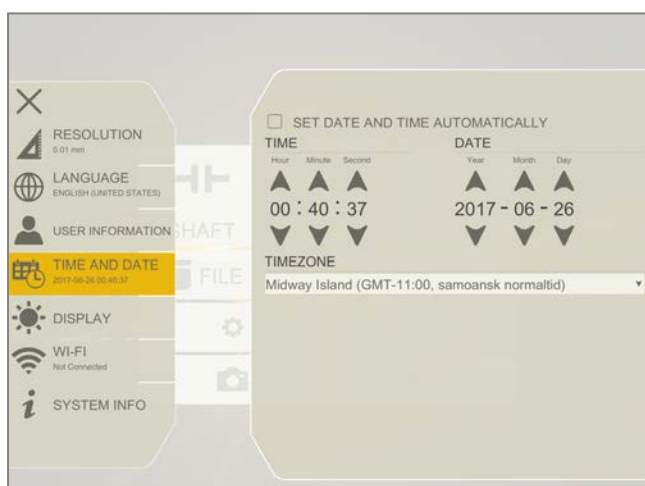 RESOLUTION
0.01 mm
LANGUAGE
ENGLISH (UNITED STATES)
USER INFORMATION
TIME AND DATE
2017-06-26 00:40:37
DISPLAY
WI-FI
Not Connected
SYSTEM INFO
SHAFT
FILE
SET DATE AND TIME AUTOMATICALLY
TIME
Hour Minute Second
00 : 40 : 37
DATE
Year Month Day
2017 - 06 - 26
TIMEZONE
Midway Island (GMT-11:00, samoansk normaltid)